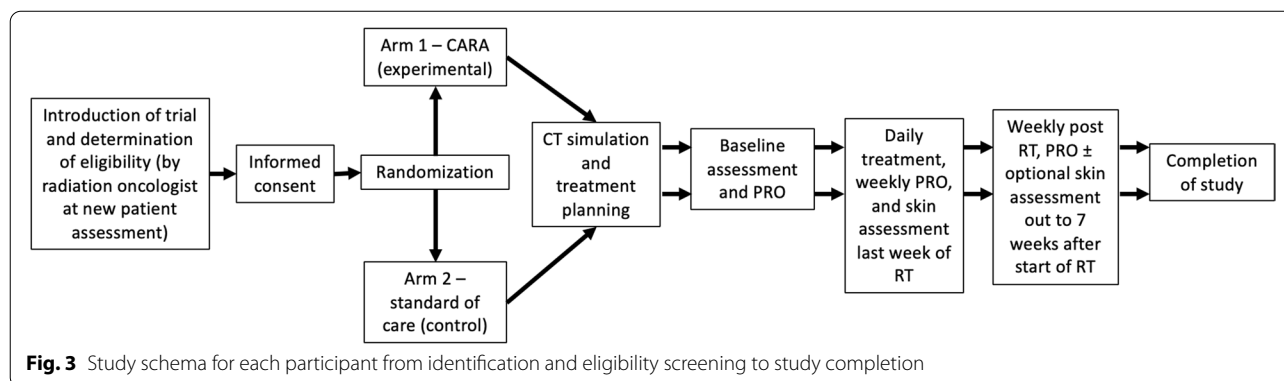 Introduction of trial
and determination
of eligibility (by
radiation oncologist
at new patient
assessment)
Informed
consent
Arm 1 – CARA
(experimental)
Randomization
Arm 2 –
standard of
care (control)
CT simulation
and
treatment
planning
Baseline
assessment
and PRO
Daily
treatment,
weekly PRO,
and skin
assessment
last week of
RT
Weekly post
RT, PRO ±
optional skin
assessment
out to 7
weeks after
start of RT
Completion
of study
Fig. 3 Study schema for each participant from identification and eligibility screening to study completion